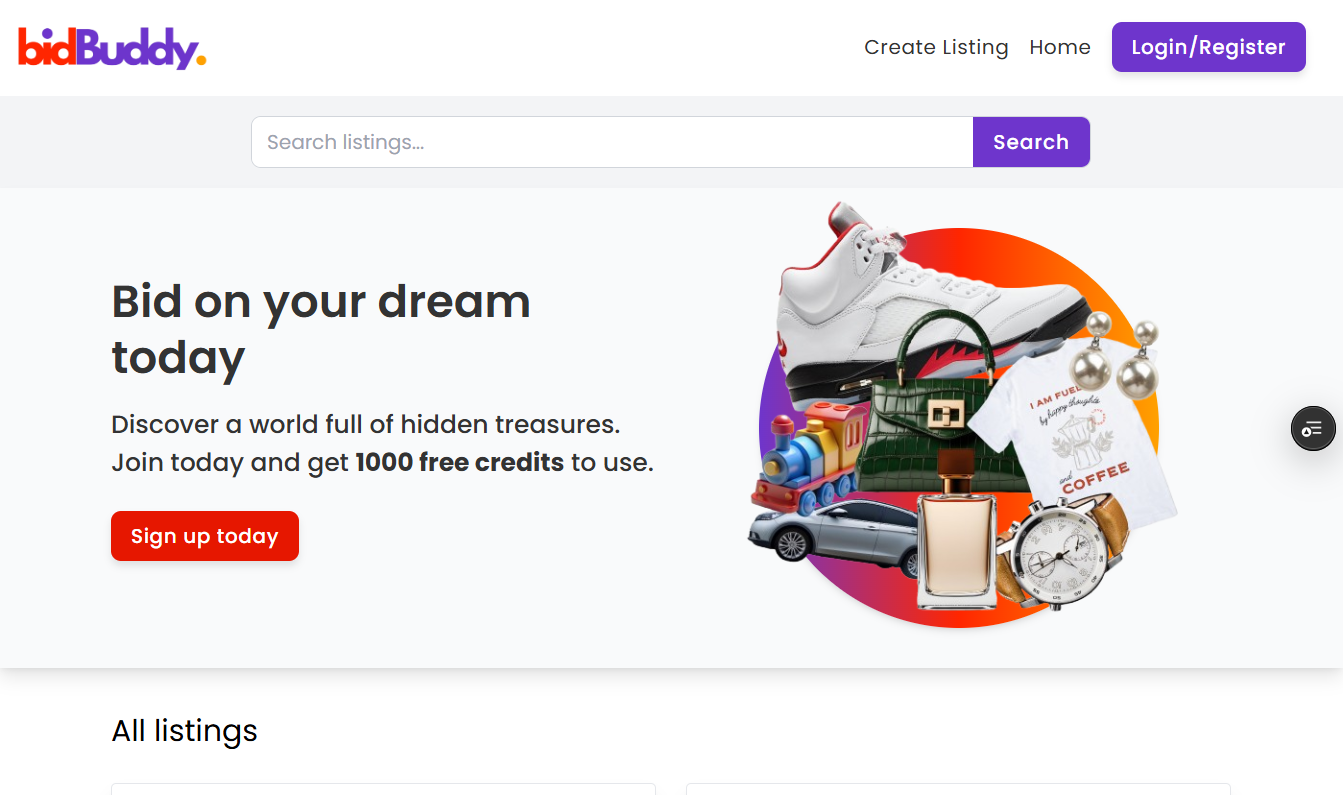 bidBuddy.
Create Listing
Home
Login/Register
Search listings...
Search
Bid on your dream
today
Discover a world full of hidden treasures.
Join today and get 1000 free credits to use.
Sign up today
I AM FUEL
by happy thoughts
and
COFFEE
All listings